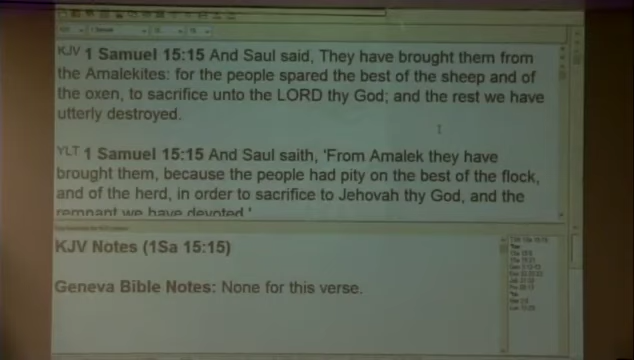 KJV 1 Samuel 15:15 And Saul said, They have brought them from
the Amalekites: for the people spared the best of the sheep and of
the oxen, to sacrifice unto the LORD thy God; and the rest we have
utterly destroyed.
YLT 1 Samuel 15:15 And Saul saith, 'From Amalek they have
brought them, because the people had pity on the best of the flock,
and of the herd, in order to sacrifice to Jehovah thy God, and the
remnant we have devoted.'
KJV Notes (1Sa 15:15)
Geneva Bible Notes: None for this verse.